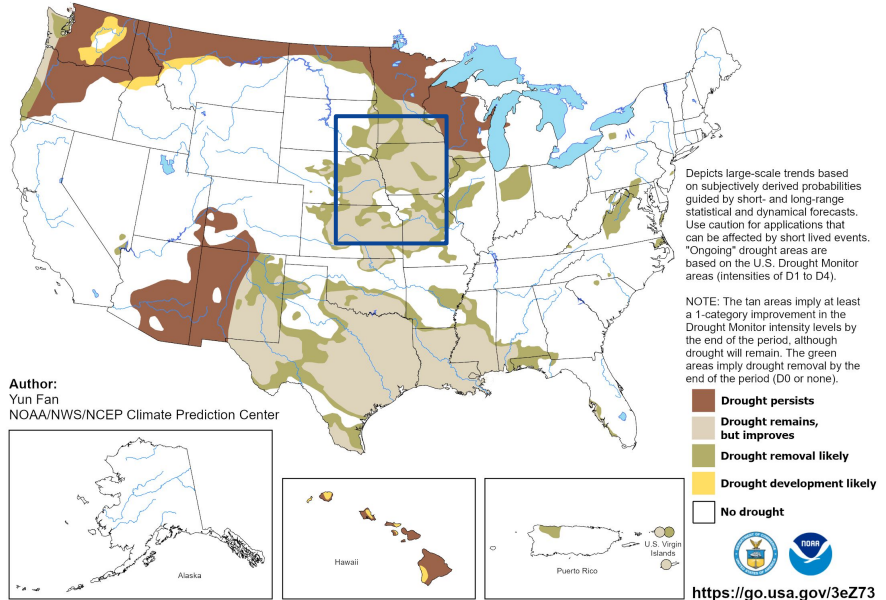 Depicts large-scale trends based
on subjectively derived probabilities
guided by short- and long-range
statistical and dynamical forecasts.
Use caution for applications that
can be affected by short lived events.
"Ongoing" drought areas are
based on the U.S. Drought Monitor
areas (intensities of D1 to D4).
NOTE: The tan areas imply at least
a 1-category improvement in the
Drought Monitor intensity levels by
the end of the period, although
drought will remain. The green
areas imply drought removal by the
end of the period (D0 or none).
Author:
Yun Fan
NOAA/NWS/NCEP Climate Prediction Center
Drought persists
Drought remains,
but improves
Drought removal likely
Drought development likely
No drought
Alaska
Hawaii
Puerto Rico
U.S. Virgin
Islands
NOAA
https://go.usa.gov/3eZ73